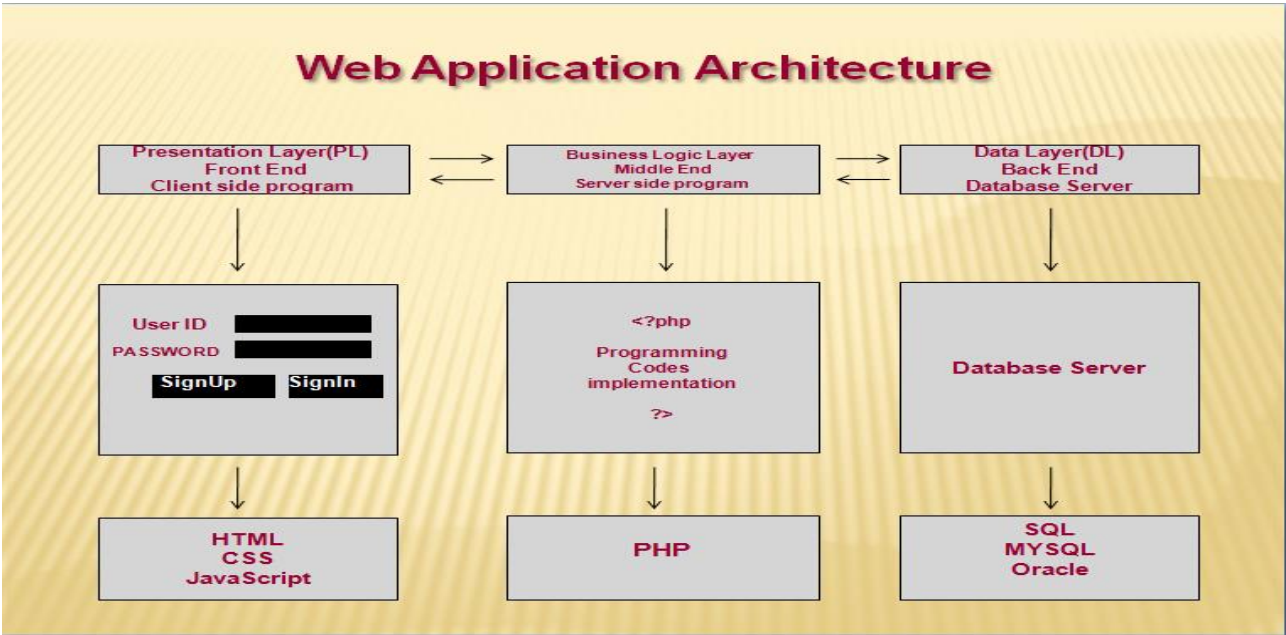 Web Application Architecture
Presentation Layer(PL)
Front End
Client side program
Business Logic Layer
Middle End
Server side program
Data Layer(DL)
Back End
Database Server
User ID
PASSWORD
SignUp
SignIn
<?php
Programming
Codes
implementation
?>
Database Server
HTML
CSS
JavaScript
PHP
SQL
MYSQL
Oracle